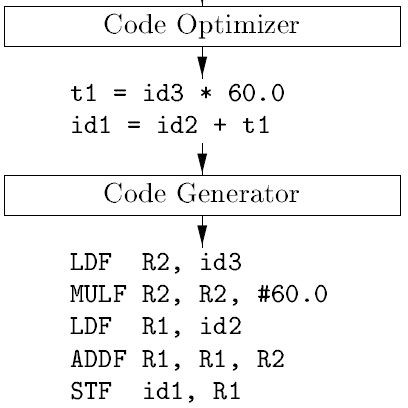 Code Optimizer
t1 = id3 * 60.0
id1 = id2 + t1
Code Generator
LDF R2, id3
MULF R2, R2, #60.0
LDF R1, id2
ADDF R1, R1, R2
STF id1, R1